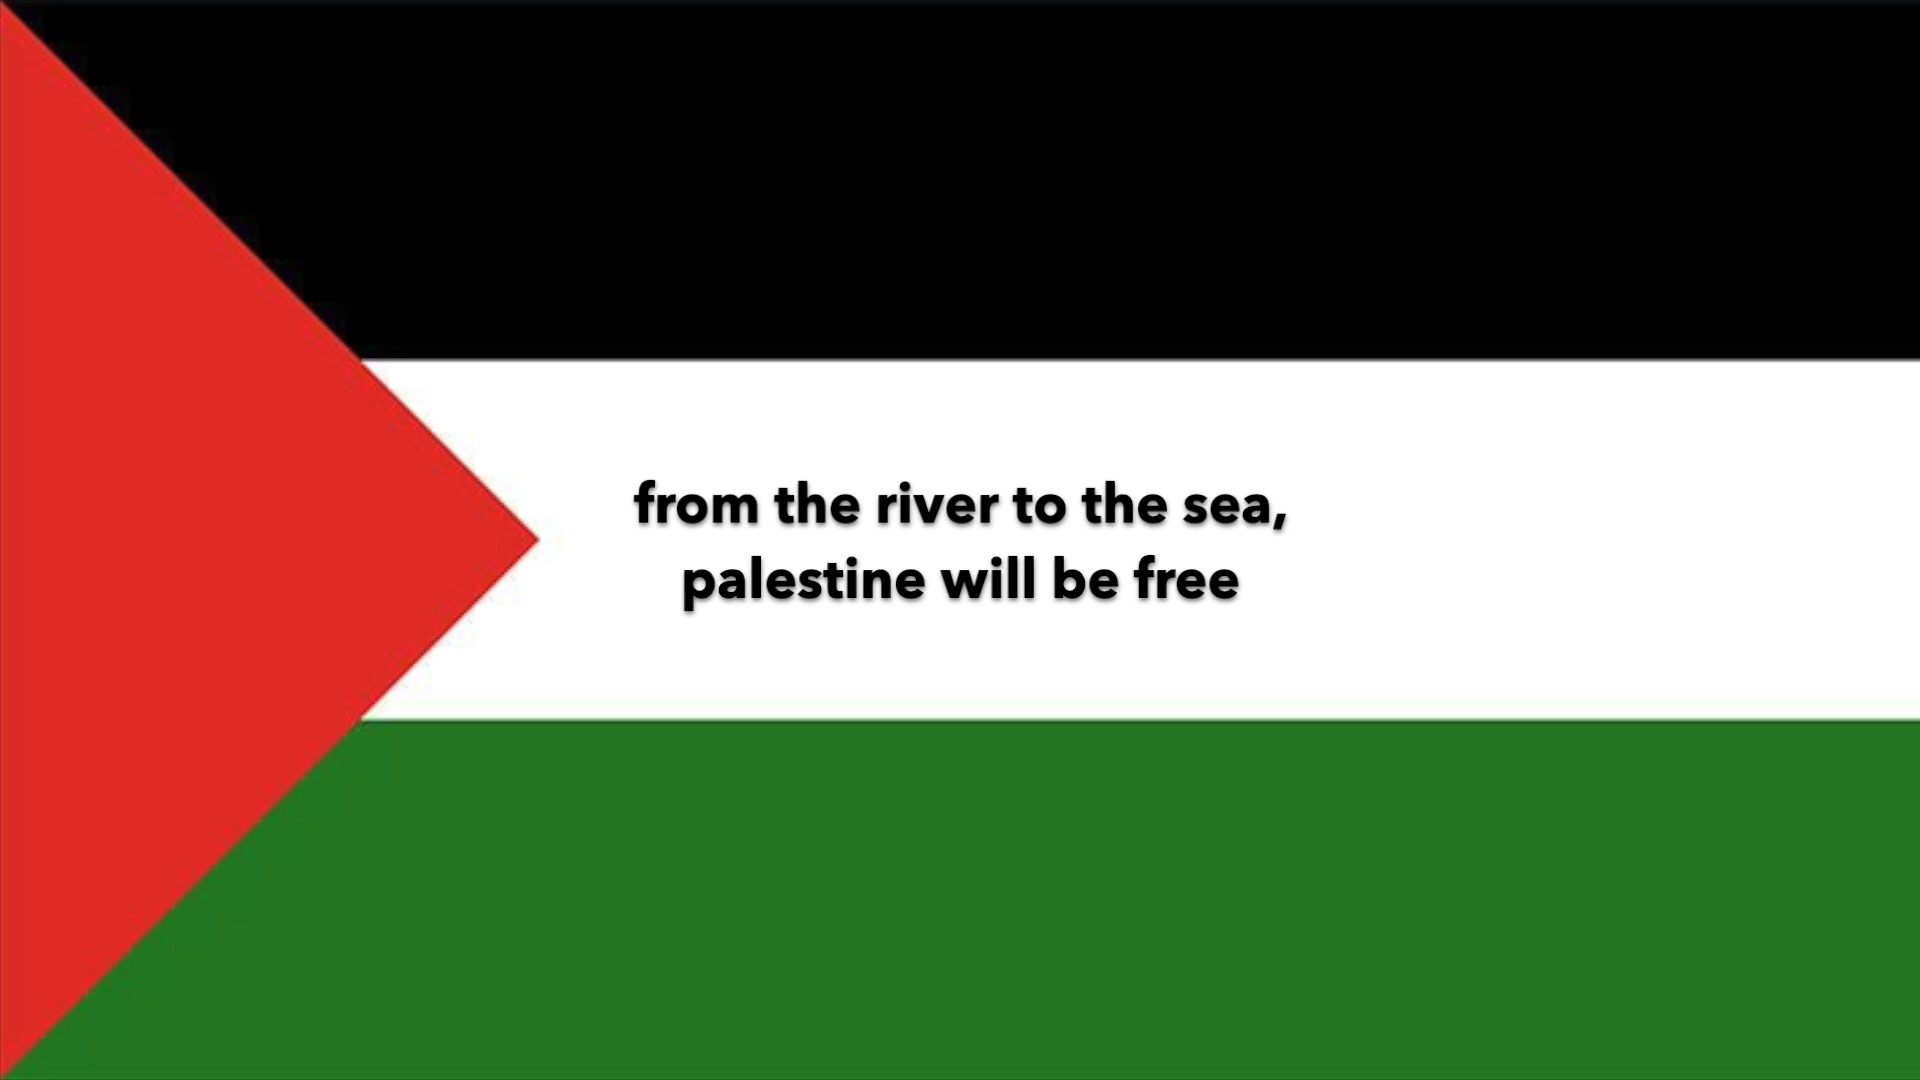 from the river to the sea,
palestine will be free